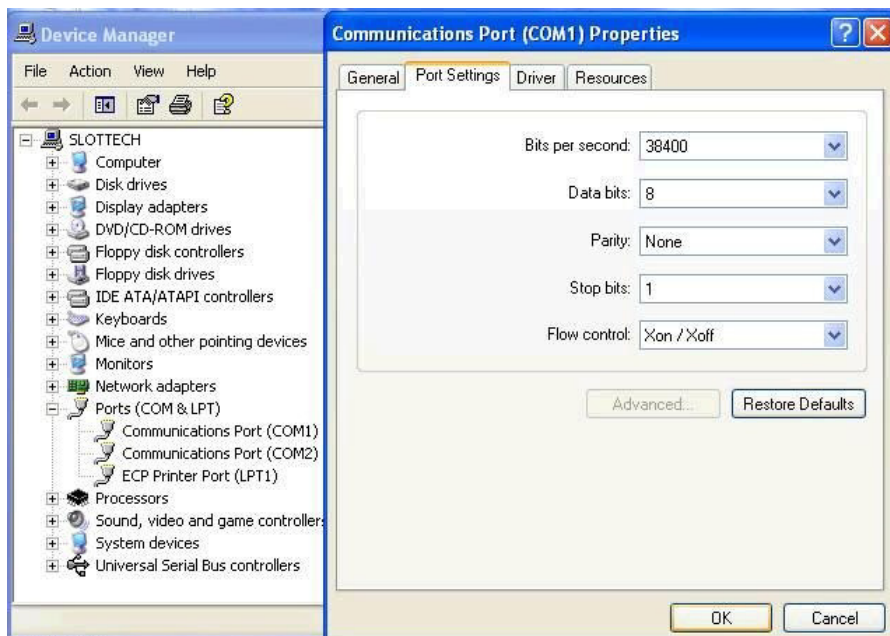 Device Manager
File Action View Help
SLOTTECH
Computer
Disk drives
Display adapters
DVD/CD-ROM drives
Floppy disk controllers
Floppy disk drives
IDE ATA/ATAPI controllers
Keyboards
Mice and other pointing devices
Monitors
Network adapters
Ports (COM & LPT)
Communications Port (COM1)
Communications Port (COM2)
ECP Printer Port (LPT1)
Processors
Sound, video and game controllers
System devices
Universal Serial Bus controllers
Communications Port (COM1) Properties
General Port Settings Driver Resources
Bits per second: 38400
Data bits: 8
Parity: None
Stop bits: 1
Flow control: Xon / Xoff
Advanced... Restore Defaults
OK Cancel